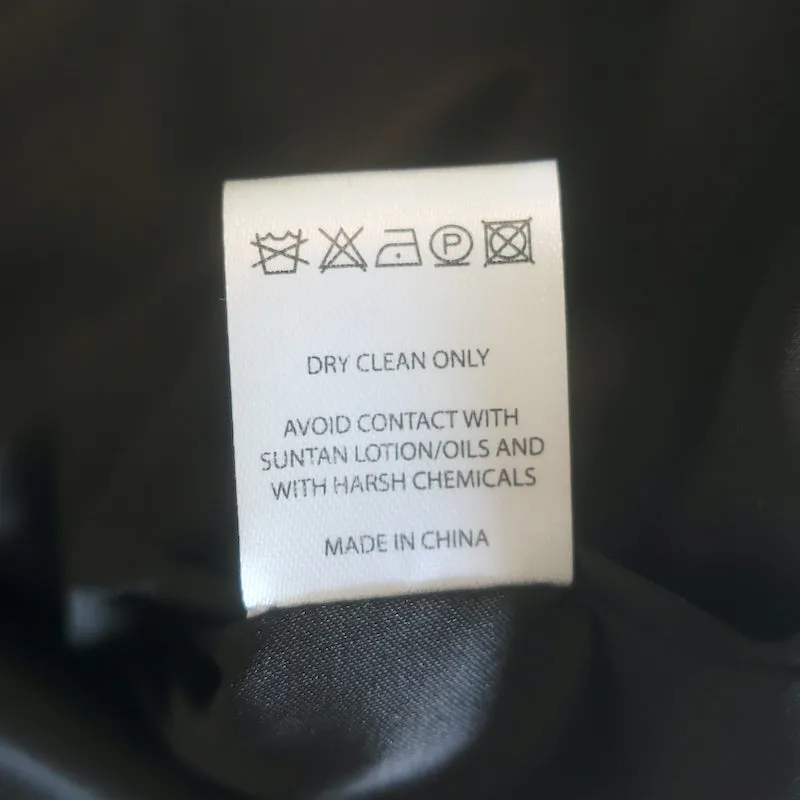 P
DRY CLEAN ONLY
AVOID CONTACT WITH
SUNTAN LOTION/OILS AND
WITH HARSH CHEMICALS
MADE IN CHINA